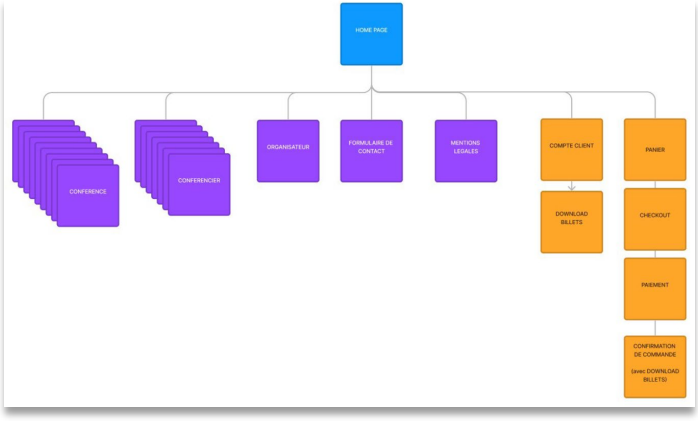 HOME PAGE
CONFERENCE
CONFERENCIER
ORGANISATEUR
FORMULAIRE DE
CONTACT
MENTIONS
LEGALES
COMPTE CLIENT
DOWNLOAD
BILLETS
PANIER
CHECKOUT
PAIEMENT
CONFIRMATION
DE COMMANDE
(avec DOWNLOAD
BILLETS)